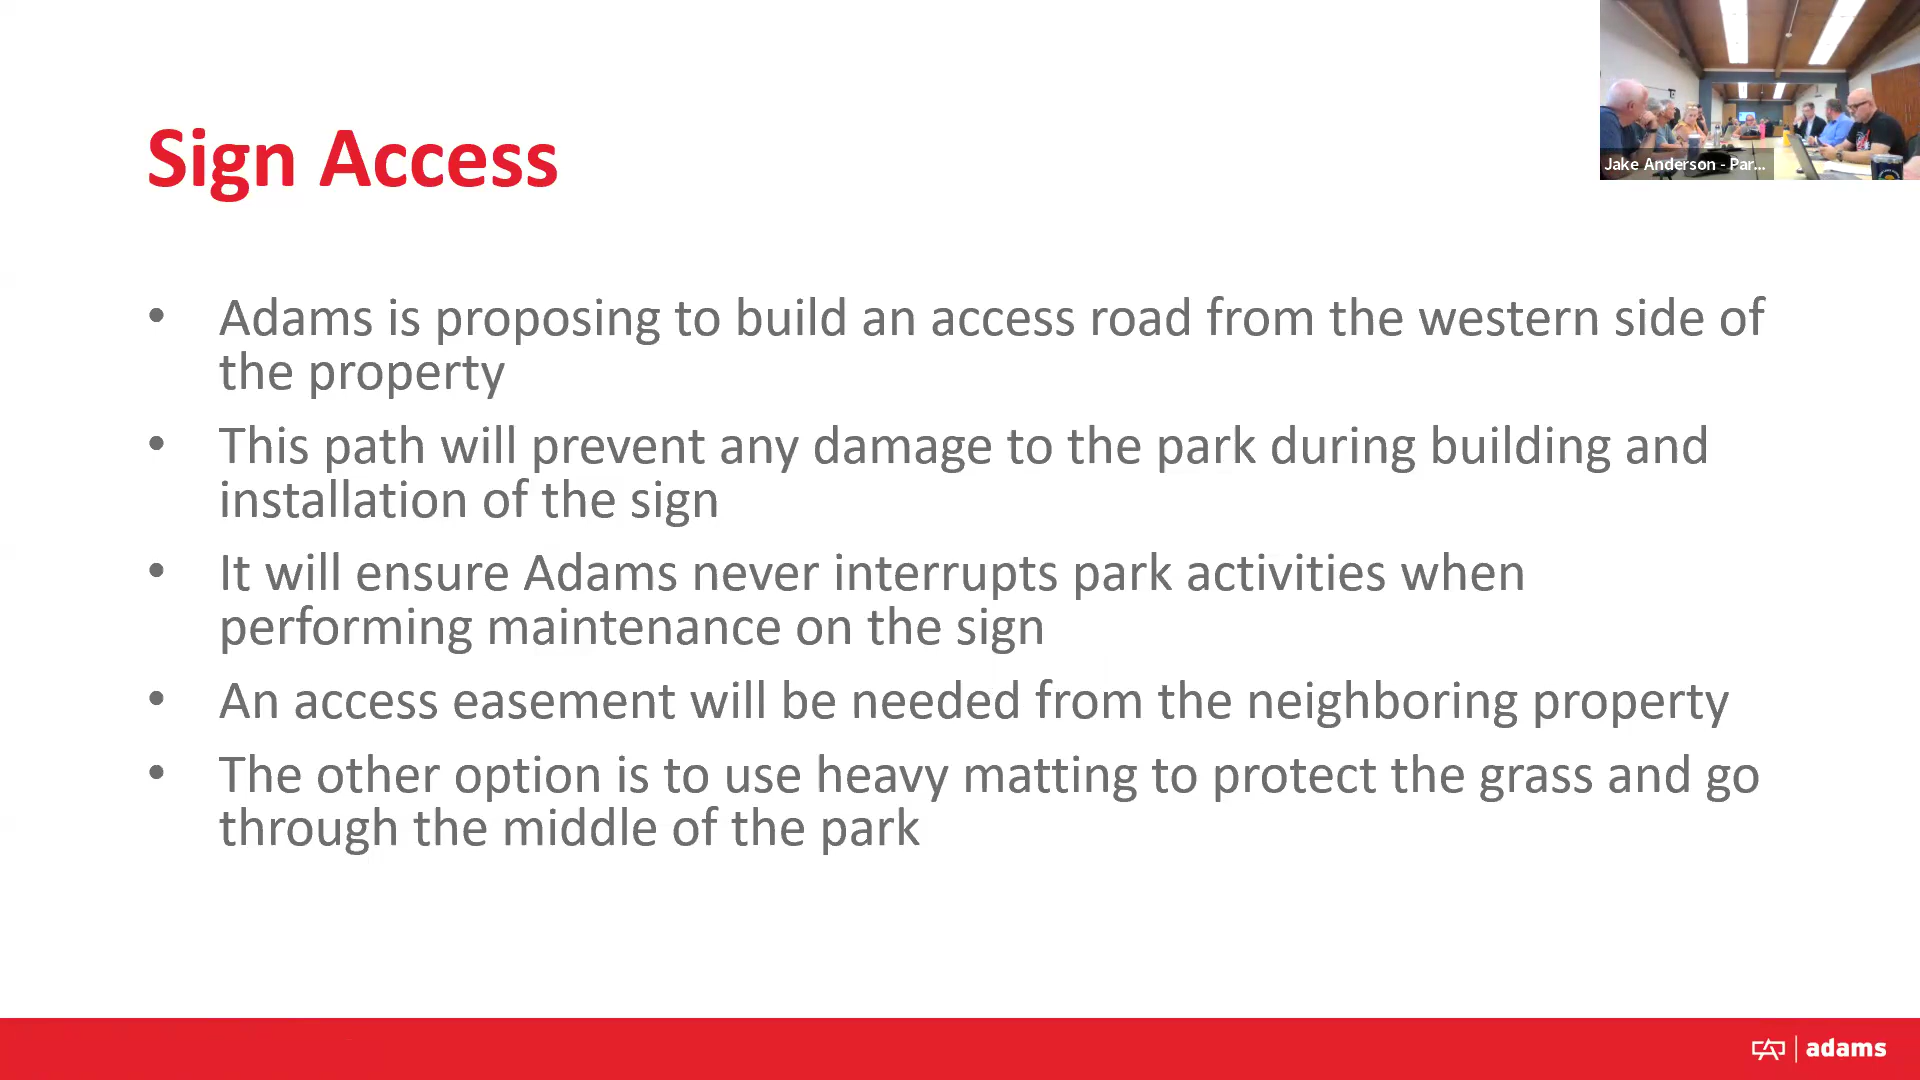 Sign Access
Jake Anderson - Par...
• Adams is proposing to build an access road from the western side of
the property
• This path will prevent any damage to the park during building and
installation of the sign
• It will ensure Adams never interrupts park activities when
performing maintenance on the sign
• An access easement will be needed from the neighboring property
• The other option is to use heavy matting to protect the grass and go
through the middle of the park
adams